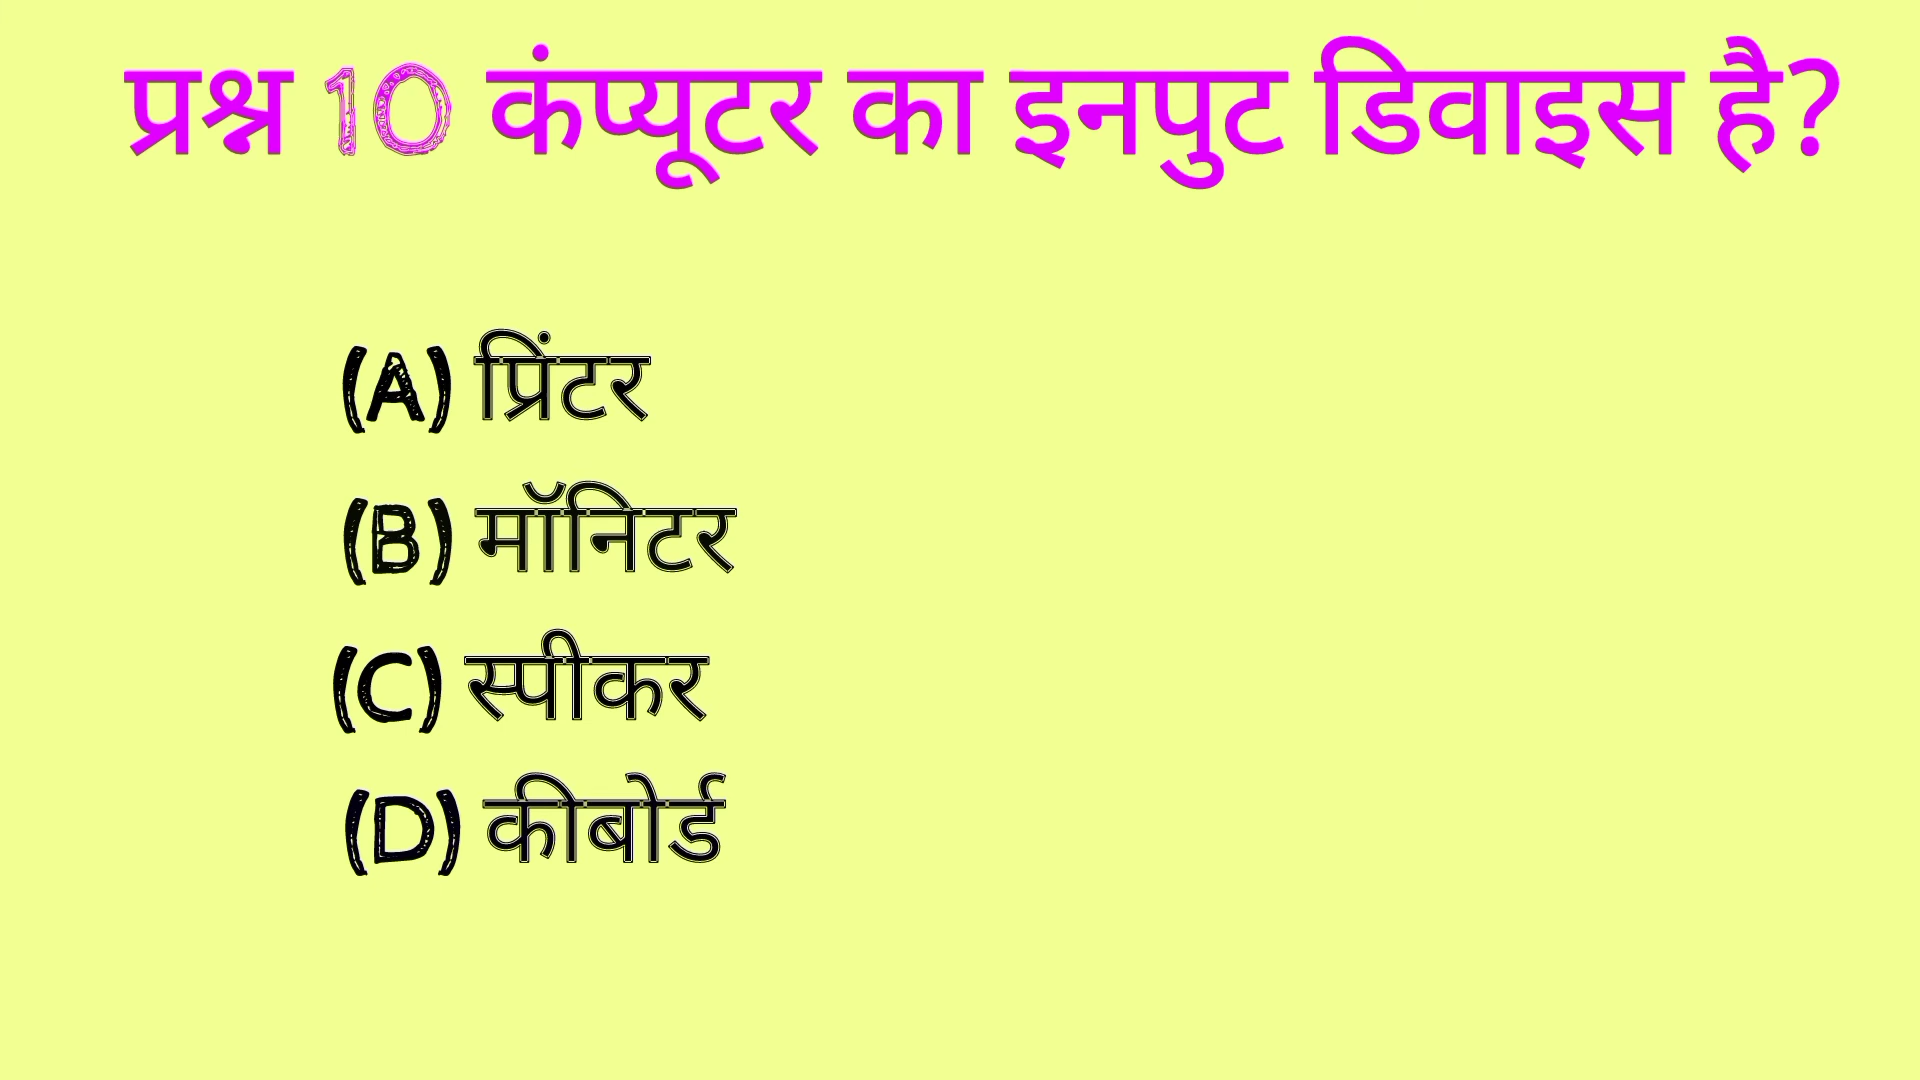 प्रश्न 10 कंप्यूटर का इनपुट डिवाइस है?
(A) प्रिंटर
(B) मॉनिटर
(C) स्पीकर
(D) कीबोर्ड